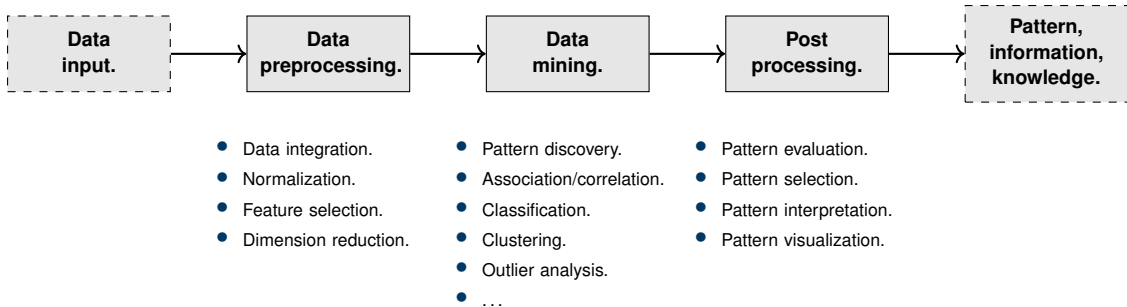 Data
input.
Data
preprocessing.
Data
mining.
Post
processing.
Pattern,
information,
knowledge.
• Data integration.
• Normalization.
• Feature selection.
• Dimension reduction.
• Pattern discovery.
• Association/correlation.
• Classification.
• Clustering.
• Outlier analysis.
• ...
• Pattern evaluation.
• Pattern selection.
• Pattern interpretation.
• Pattern visualization.